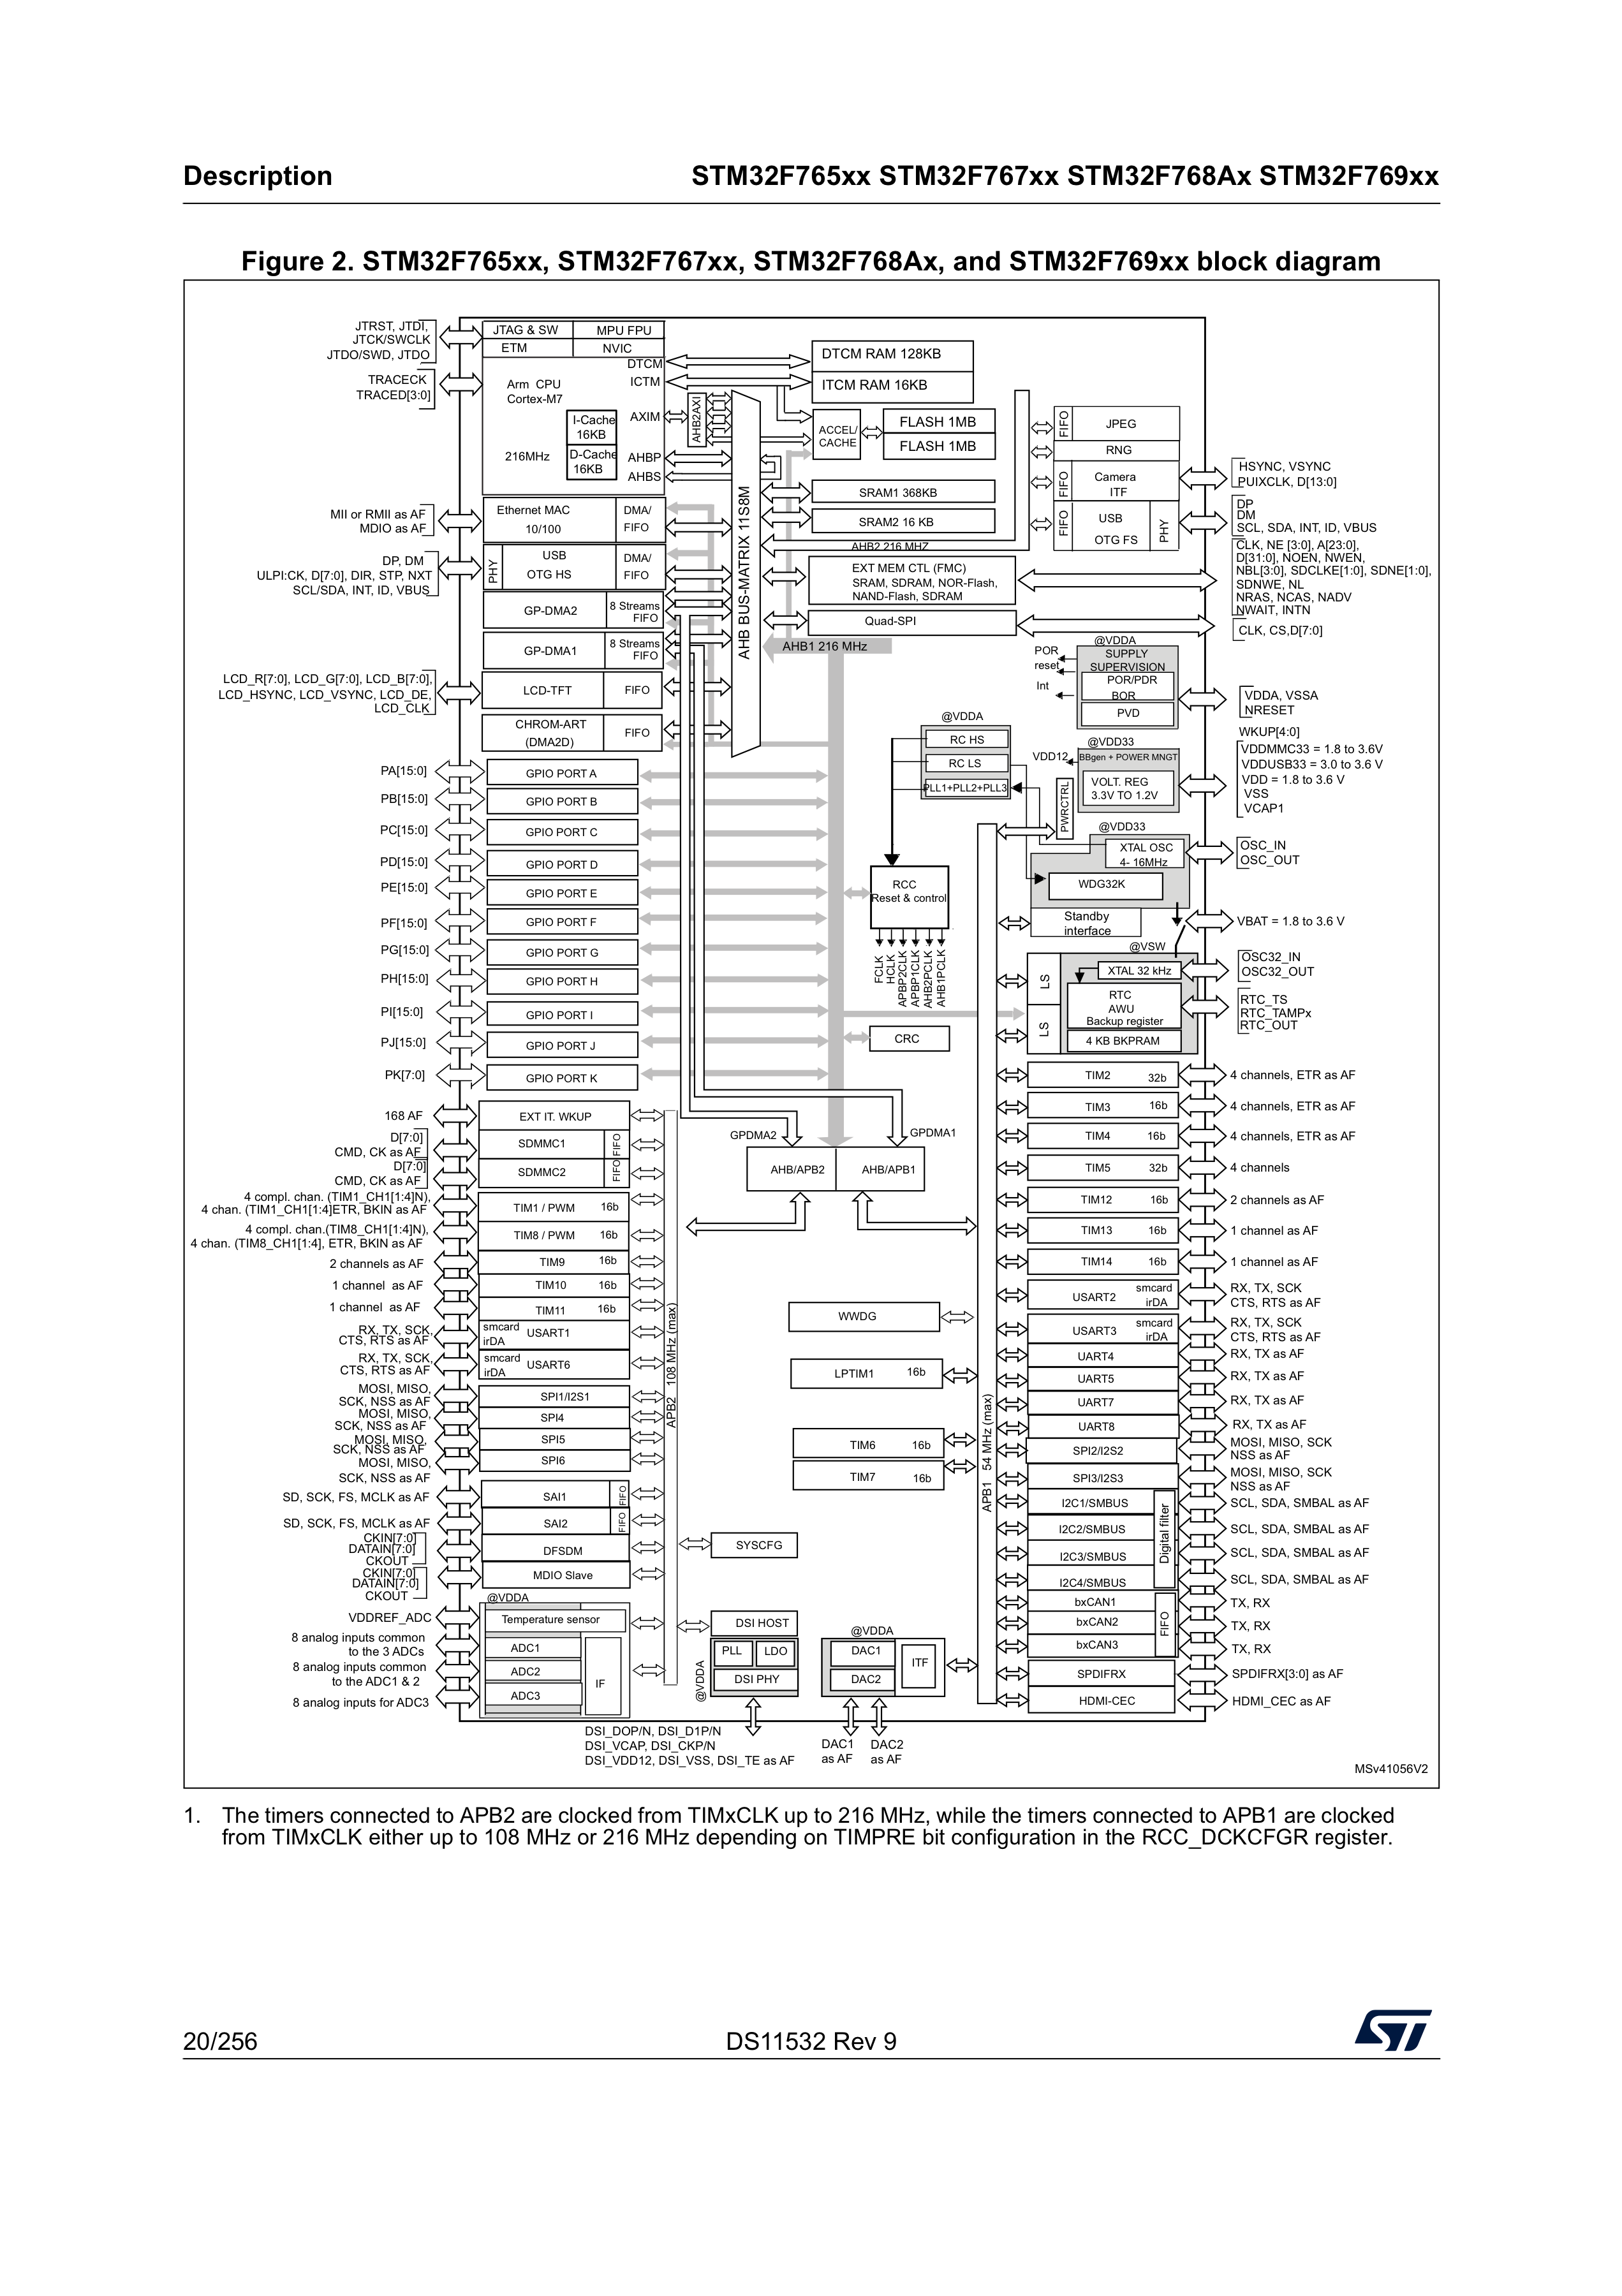 Description
STM32F765xx STM32F767xx STM32F768Ax STM32F769xx
Figure 2. STM32F765xx, STM32F767xx, STM32F768Ax, and STM32F769xx block diagram
JTRST, JTDI,
JTCK/SWCLK
JTDO/SWD, JTDO
TRACECK
TRACED[3:0]
JTAG & SW
MPU FPU
ETM
NVIC
DTCM
ICTM
Arm CPU
Cortex-M7
AXIM
I-Cache
16KB
216MHz
D-Cache
16KB
AHBP
AHBS
AHB2AXI
AHB BUS-MATRIX 11S8M
DTCM RAM 128KB
ITCM RAM 16KB
ACCEL/
CACHE
FLASH 1MB
FLASH 1MB
SRAM1 368KB
SRAM2 16 KB
AHB2 216 MHZ
EXT MEM CTL (FMC)
SRAM, SDRAM, NOR-Flash,
NAND-Flash, SDRAM
Quad-SPI
AHB1 216 MHz
FIFO
JPEG
RNG
FIFO
Camera
ITF
FIFO
USB
OTG FS
PHY
HSYNC, VSYNC
PUIXCLK, D[13:0]
DP
DM
SCL, SDA, INT, ID, VBUS
CLK, NE [3:0], A[23:0],
D[31:0], NOEN, NWEN,
NBL[3:0], SDCLKE[1:0], SDNE[1:0],
SDNWE, NL
NRAS, NCAS, NADV
NWAIT, INTN
CLK, CS,D[7:0]
MII or RMII as AF
MDIO as AF
Ethernet MAC
10/100
DMA/
FIFO
DP, DM
ULPI:CK, D[7:0], DIR, STP, NXT
SCL/SDA, INT, ID, VBUS
PHY
USB
OTG HS
DMA/
FIFO
GP-DMA2
8 Streams
FIFO
GP-DMA1
8 Streams
FIFO
LCD_R[7:0], LCD_G[7:0], LCD_B[7:0],
LCD_HSYNC, LCD_VSYNC, LCD_DE,
LCD_CLK
LCD-TFT
FIFO
CHROM-ART
(DMA2D)
FIFO
@VDDA
POR
reset
Int
SUPPLY
SUPERVISION
POR/PDR
BOR
PVD
VDDA, VSSA
NRESET
WKUP[4:0]
@VDDA
RC HS
RC LS
PLL1+PLL2+PLL3
@VDD33
VDD12
BBgen + POWER MNGT
VOLT. REG
3.3V TO 1.2V
PWRCTRL
VDDMMC33 = 1.8 to 3.6V
VDDUSB33 = 3.0 to 3.6 V
VDD = 1.8 to 3.6 V
VSS
VCAP1
@VDD33
XTAL OSC
4- 16MHz
WDG32K
OSC_IN
OSC_OUT
Standby
interface
VBAT = 1.8 to 3.6 V
@VSW
LS
LS
XTAL 32 kHz
RTC
AWU
Backup register
4 KB BKPRAM
OSC32_IN
OSC32_OUT
RTC_TS
RTC_TAMPx
RTC_OUT
RCC
Reset & control
FCLK
HCLK
APBP2CLK
APBP1CLK
AHB2PCLK
AHB1PCLK
CRC
PA[15:0]
GPIO PORT A
PB[15:0]
GPIO PORT B
PC[15:0]
GPIO PORT C
PD[15:0]
GPIO PORT D
PE[15:0]
GPIO PORT E
PF[15:0]
GPIO PORT F
PG[15:0]
GPIO PORT G
PH[15:0]
GPIO PORT H
PI[15:0]
GPIO PORT I
PJ[15:0]
GPIO PORT J
PK[7:0]
GPIO PORT K
GPDMA2
GPDMA1
AHB/APB2
AHB/APB1
168 AF
EXT IT. WKUP
D[7:0]
CMD, CK as AF
SDMMC1
FIFO
D[7:0]
CMD, CK as AF
SDMMC2
FIFO
4 compl. chan. (TIM1_CH1[1:4]N),
4 chan. (TIM1_CH1[1:4]ETR, BKIN as AF
TIM1 / PWM
16b
4 compl. chan.(TIM8_CH1[1:4]N),
4 chan. (TIM8_CH1[1:4], ETR, BKIN as AF
TIM8 / PWM
16b
2 channels as AF
TIM9
16b
1 channel as AF
TIM10
16b
1 channel as AF
TIM11
16b
RX, TX, SCK,
CTS, RTS as AF
smcard
irDA
USART1
RX, TX, SCK,
CTS, RTS as AF
smcard
irDA
USART6
MOSI, MISO,
SCK, NSS as AF
SPI1/I2S1
MOSI, MISO,
SCK, NSS as AF
SPI4
MOSI, MISO,
SCK, NSS as AF
SPI5
MOSI, MISO,
SCK, NSS as AF
SPI6
SD, SCK, FS, MCLK as AF
SAI1
FIFO
SD, SCK, FS, MCLK as AF
SAI2
FIFO
CKIN[7:0]
DATAIN[7:0]
CKOUT
DFSDM
CKIN[7:0]
DATAIN[7:0]
CKOUT
MDIO Slave
APB2 108 MHz (max)
@VDDA
VDDREF_ADC
Temperature sensor
8 analog inputs common
to the 3 ADCs
ADC1
8 analog inputs common
to the ADC1 & 2
ADC2
8 analog inputs for ADC3
ADC3
IF
WWDG
LPTIM1
16b
TIM6
16b
TIM7
16b
SYSCFG
DSI HOST
PLL
LDO
DSI PHY
@VDDA
@VDDA
DAC1
DAC2
ITF
DSI_DOP/N, DSI_D1P/N
DSI_VCAP, DSI_CKP/N
DSI_VDD12, DSI_VSS, DSI_TE as AF
DAC1
as AF
DAC2
as AF
APB1 54 MHz (max)
TIM2
32b
4 channels, ETR as AF
TIM3
16b
4 channels, ETR as AF
TIM4
16b
4 channels, ETR as AF
TIM5
32b
4 channels
TIM12
16b
2 channels as AF
TIM13
16b
1 channel as AF
TIM14
16b
1 channel as AF
USART2
smcard
irDA
RX, TX, SCK
CTS, RTS as AF
USART3
smcard
irDA
RX, TX, SCK
CTS, RTS as AF
UART4
RX, TX as AF
UART5
RX, TX as AF
UART7
RX, TX as AF
UART8
RX, TX as AF
SPI2/I2S2
MOSI, MISO, SCK
NSS as AF
SPI3/I2S3
MOSI, MISO, SCK
NSS as AF
I2C1/SMBUS
SCL, SDA, SMBAL as AF
I2C2/SMBUS
SCL, SDA, SMBAL as AF
I2C3/SMBUS
SCL, SDA, SMBAL as AF
I2C4/SMBUS
SCL, SDA, SMBAL as AF
Digital filter
bxCAN1
TX, RX
bxCAN2
TX, RX
bxCAN3
TX, RX
FIFO
SPDIFRX
SPDIFRX[3:0] as AF
HDMI-CEC
HDMI_CEC as AF
MSv41056V2
1. The timers connected to APB2 are clocked from TIMxCLK up to 216 MHz, while the timers connected to APB1 are clocked
from TIMxCLK either up to 108 MHz or 216 MHz depending on TIMPRE bit configuration in the RCC_DCKCFGR register.
20/256
DS11532 Rev 9
ST